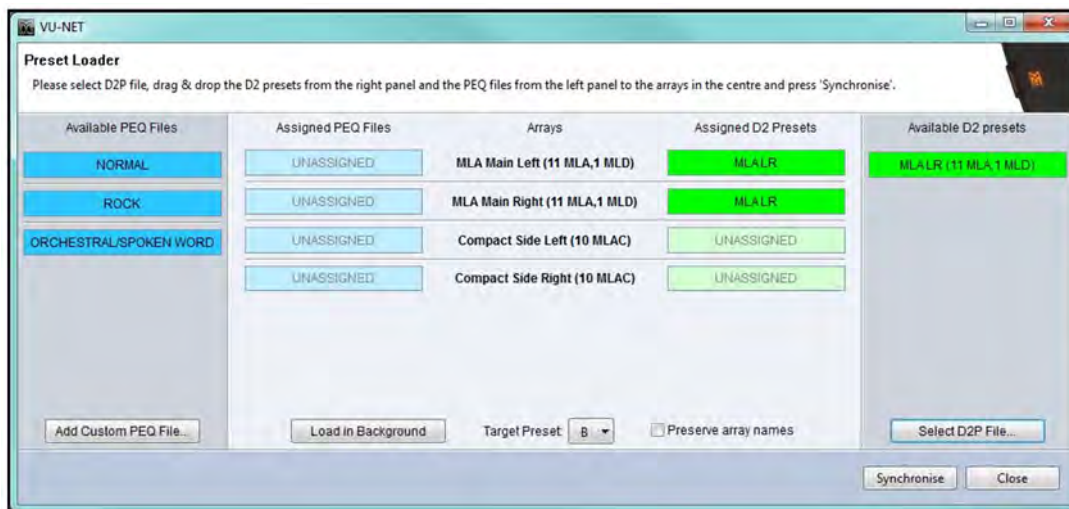 VU-NET
Preset Loader
Please select D2P file, drag & drop the D2 presets from the right panel and the PEQ files from the left panel to the arrays in the centre and press 'Synchronise'.
Available PEQ Files Assigned PEQ Files Arrays Assigned D2 Presets Available D2 presets
NORMAL UNASSIGNED MLA Main Left (11 MLA,1 MLD) MLALR MLALR (11 MLA,1 MLD)
ROCK UNASSIGNED MLA Main Right (11 MLA,1 MLD) MLALR
ORCHESTRAL/SPOKEN WORD UNASSIGNED Compact Side Left (10 MLAC) UNASSIGNED
UNASSIGNED Compact Side Right (10 MLAC) UNASSIGNED
Add Custom PEQ File... Load in Background Target Preset: B Preserve array names Select D2P File...
Synchronise Close